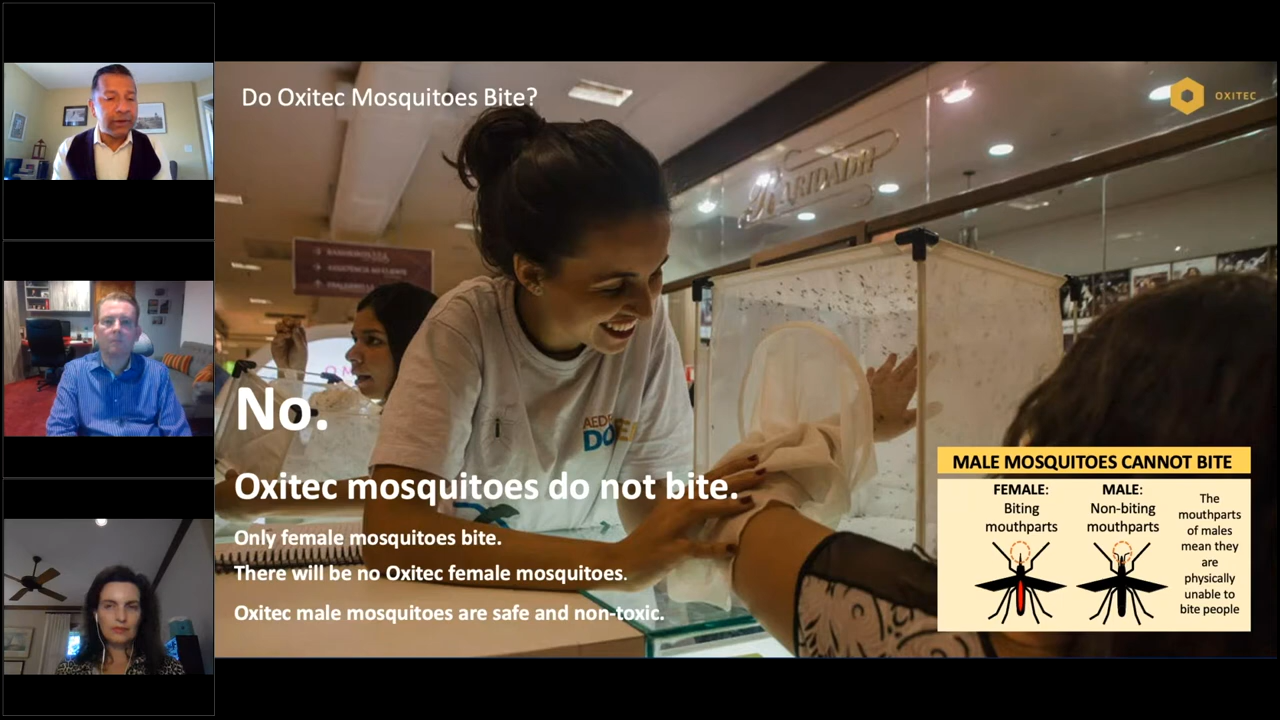 Do Oxitec Mosquitoes Bite?
OXITEC
No.
Oxitec mosquitoes do not bite.
Only female mosquitoes bite.
There will be no Oxitec female mosquitoes.
Oxitec male mosquitoes are safe and non-toxic.
MALE MOSQUITOES CANNOT BITE
FEMALE:
Biting
mouthparts
MALE:
Non-biting
mouthparts
The
mouthparts
of males
mean they
are
physically
unable to
bite people